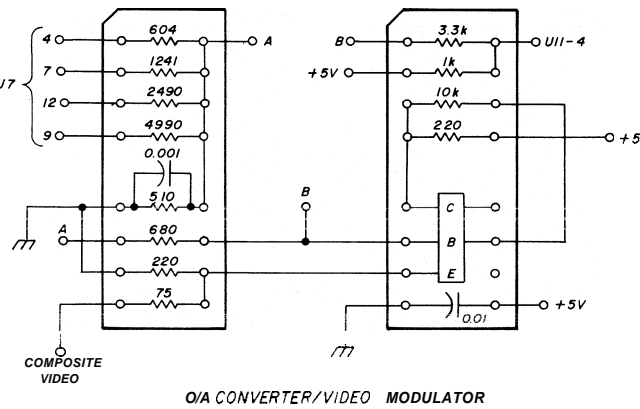 4 604 A
7 1241
U7
12 2490
9 4990
0.001
510
A 680
220
75
COMPOSITE
VIDEO
B
B 3.3k U11-4
+5V 1k
10k
220 +5
C
B
E
0.01 +5V
O/A CONVERTER/VIDEO MODULATOR